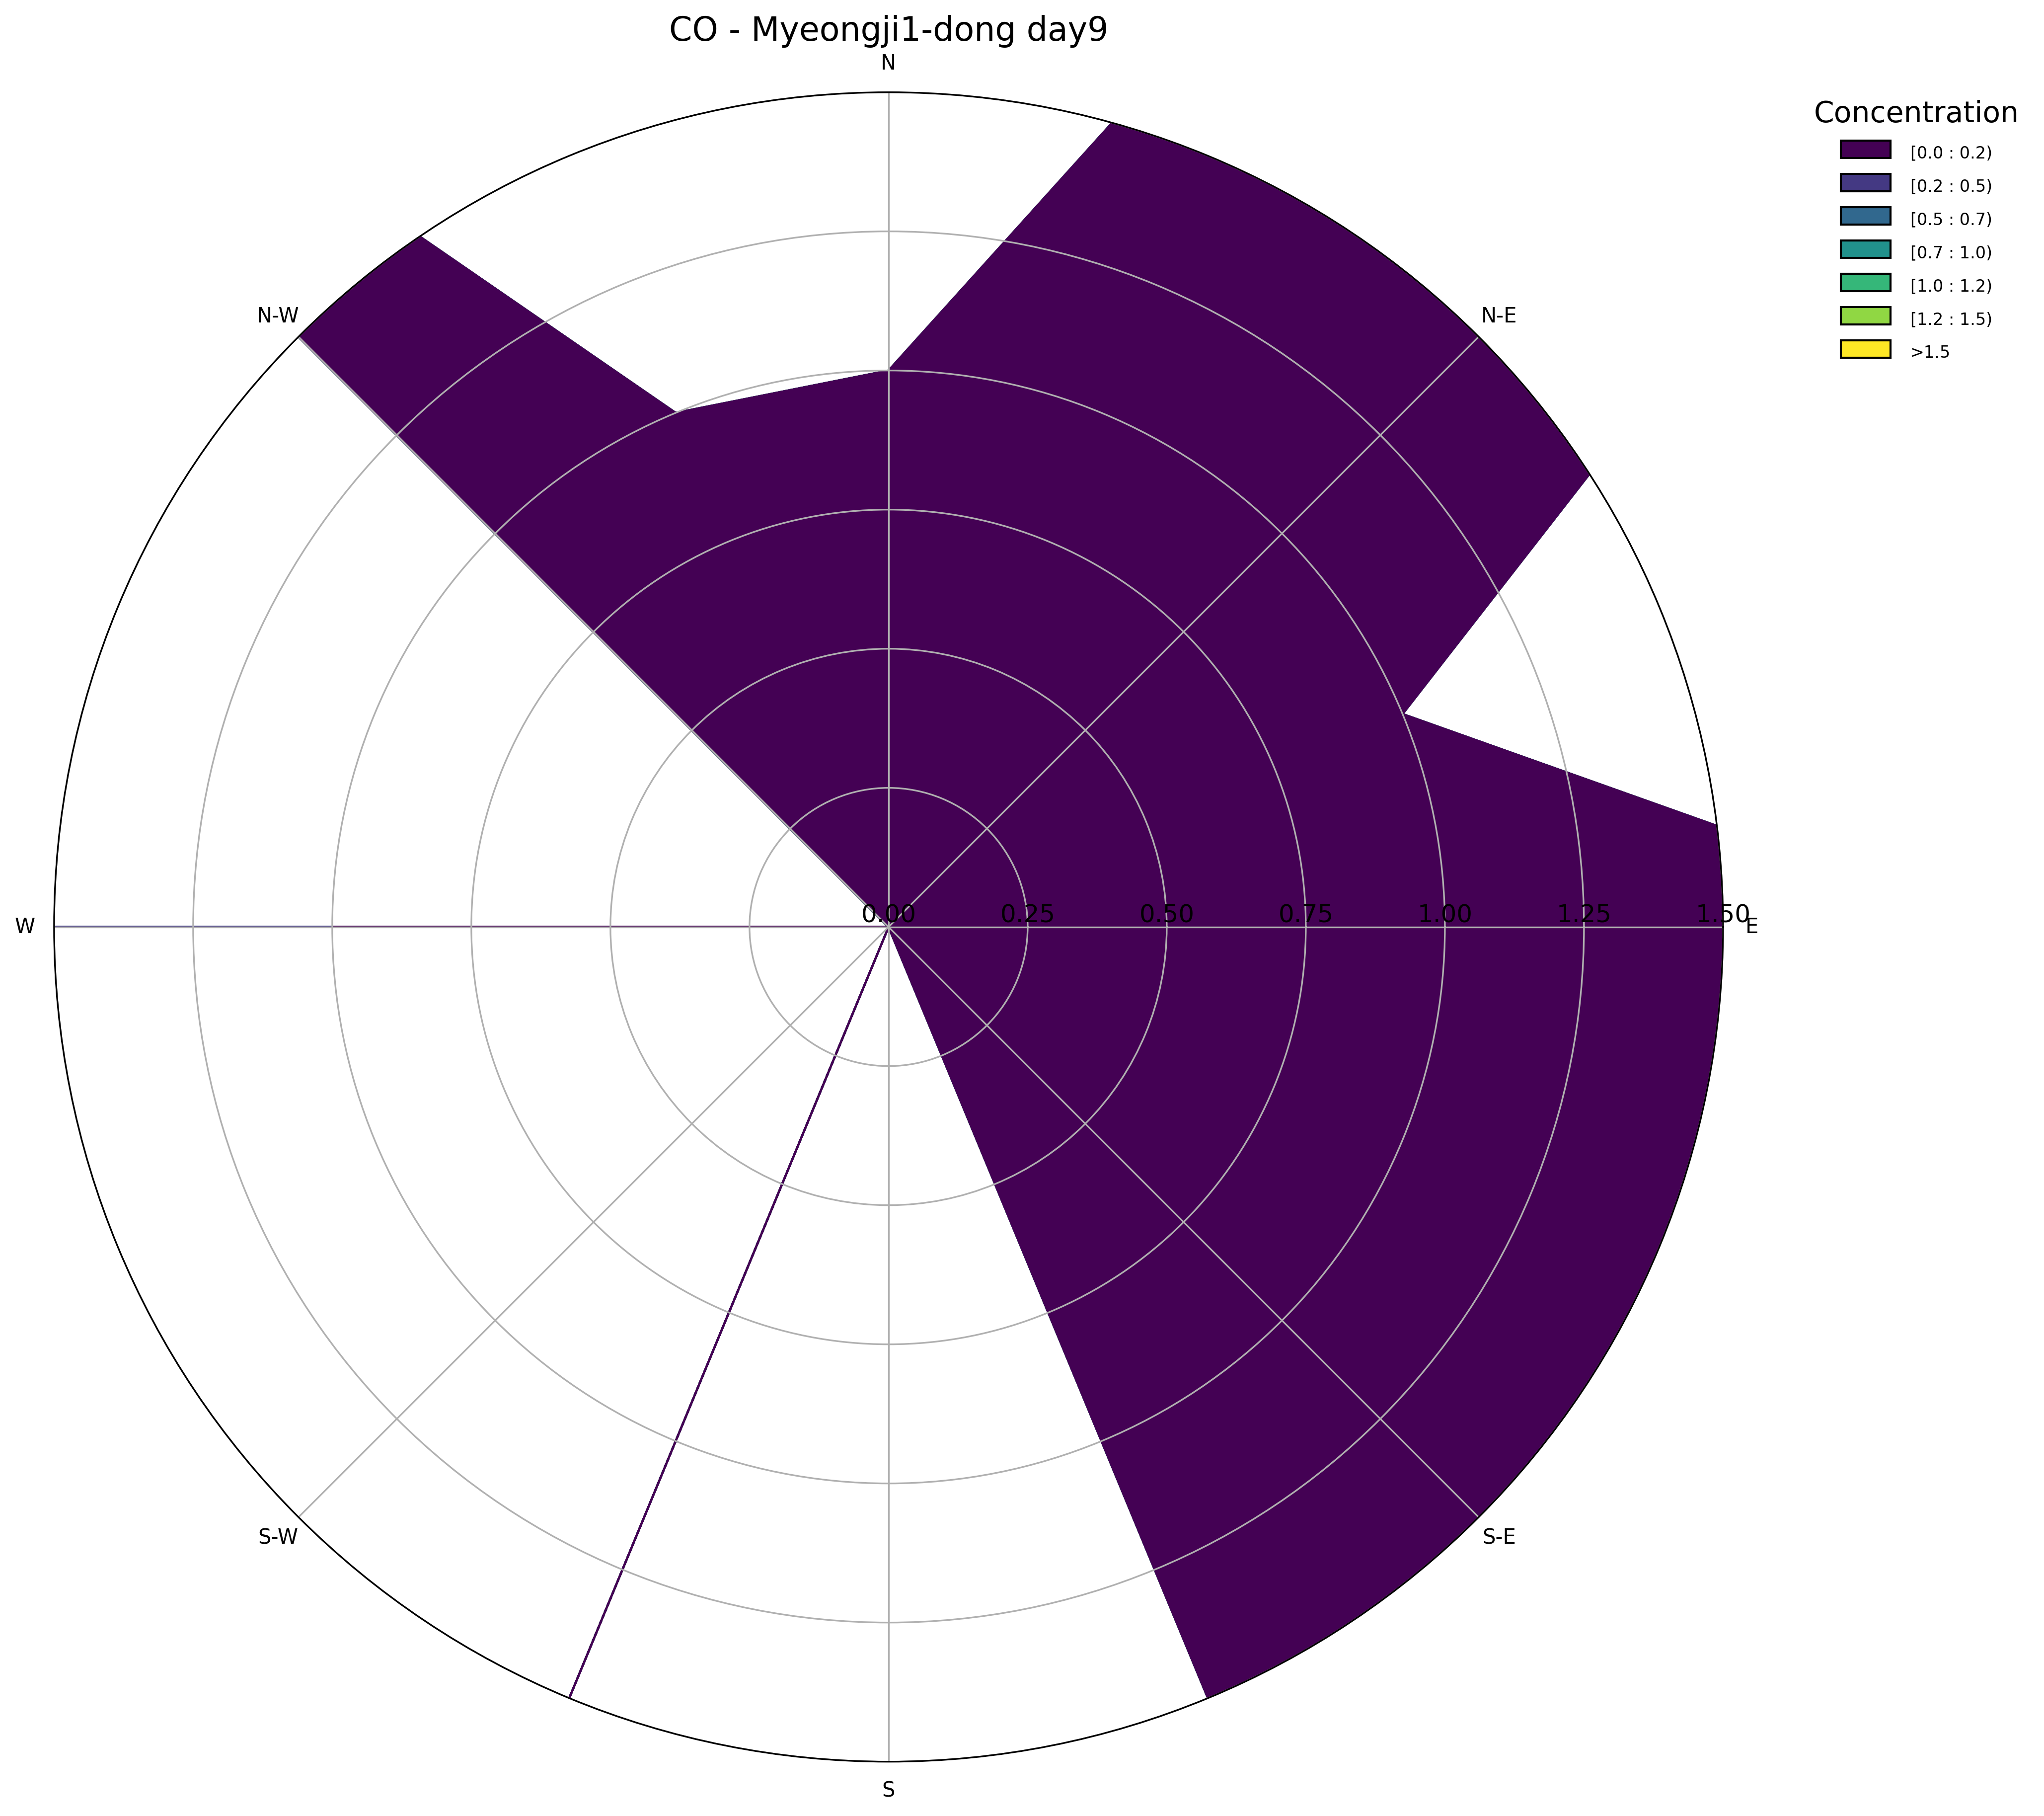 CO - Myeongji1-dong day9
N
Concentration
[0.0 : 0.2)
[0.2 : 0.5)
[0.5 : 0.7)
[0.7 : 1.0)
[1.0 : 1.2)
[1.2 : 1.5)
>1.5
N-W
N-E
0.00 0.25 0.50 0.75 1.00 1.25 1.50
W
E
S-W
S-E
S